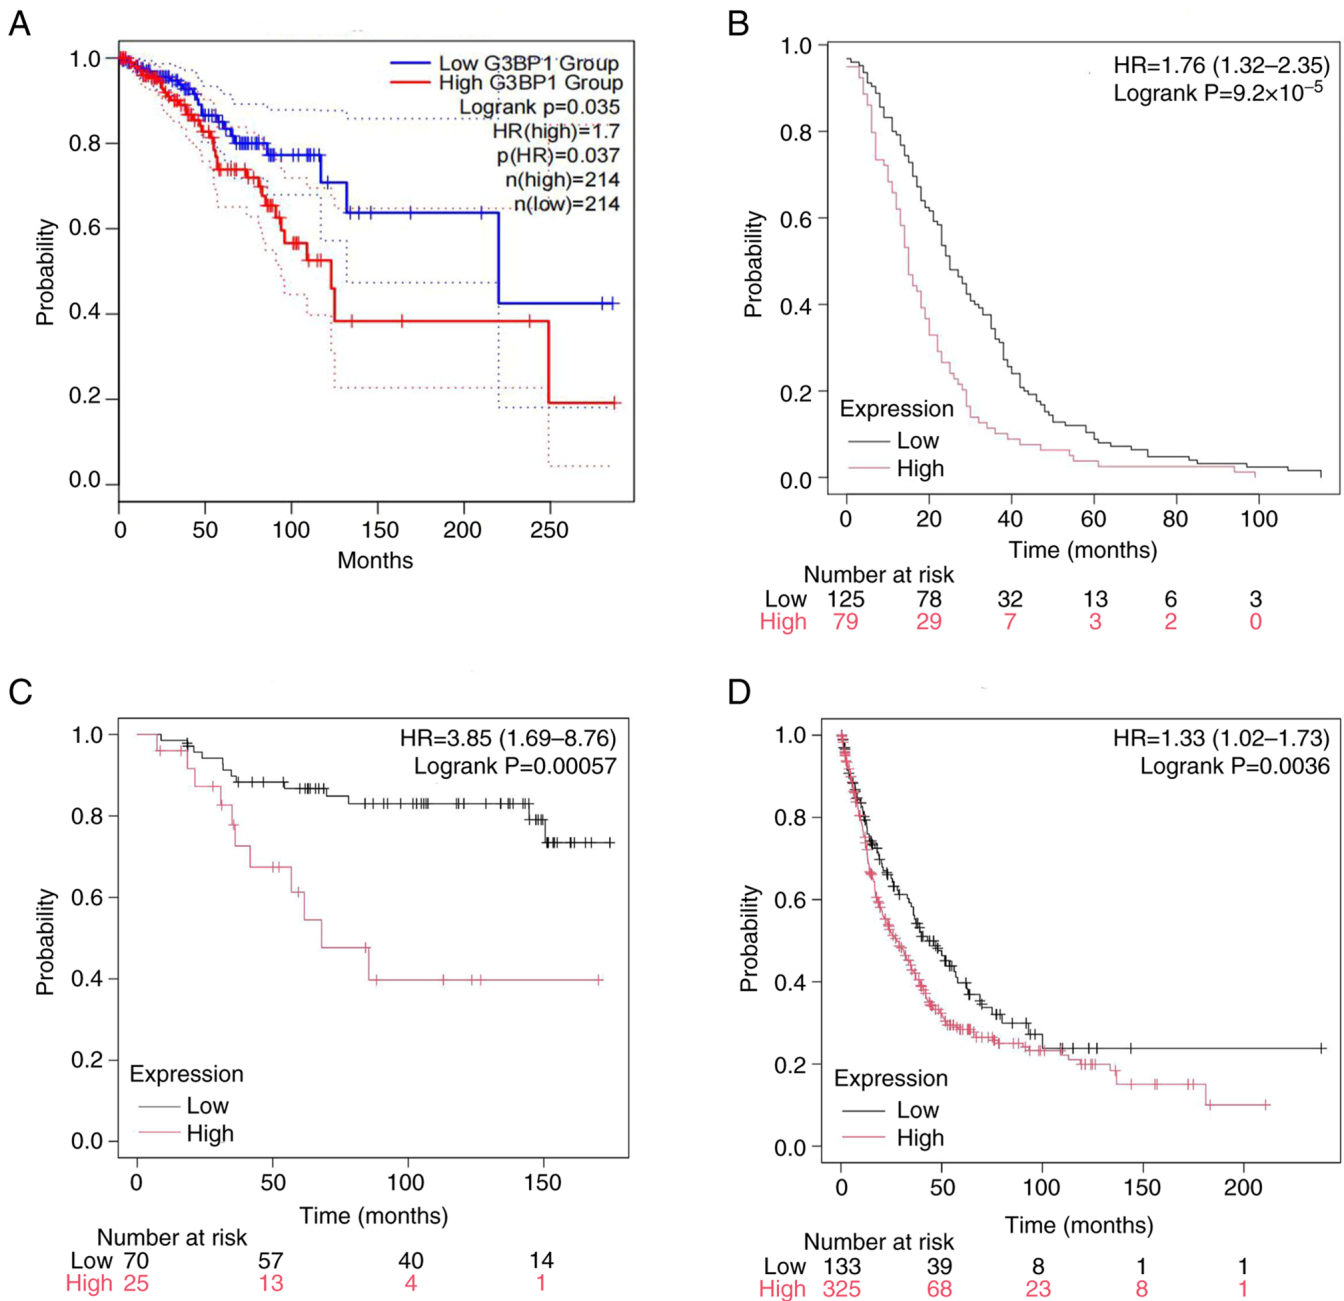 A
1.0
0.8
0.6
0.4
0.2
0.0
Probability
Low G3BP1 Group
High G3BP1 Group
Logrank p=0.035
HR(high)=1.7
p(HR)=0.037
n(high)=214
n(low)=214
0 50 100 150 200 250
Months
B
1.0
0.8
0.6
0.4
0.2
0.0
Probability
HR=1.76 (1.32–2.35)
Logrank P=9.2×10⁻⁵
Expression
Low
High
0 20 40 60 80 100
Time (months)
Number at risk
Low 125 78 32 13 6 3
High 79 29 7 3 2 0
C
1.0
0.8
0.6
0.4
0.2
0.0
Probability
HR=3.85 (1.69–8.76)
Logrank P=0.00057
Expression
Low
High
0 50 100 150
Time (months)
Number at risk
Low 70 57 40 14
High 25 13 4 1
D
1.0
0.8
0.6
0.4
0.2
0.0
Probability
HR=1.33 (1.02–1.73)
Logrank P=0.0036
Expression
Low
High
0 50 100 150 200
Time (months)
Number at risk
Low 133 39 8 1 1
High 325 68 23 8 1